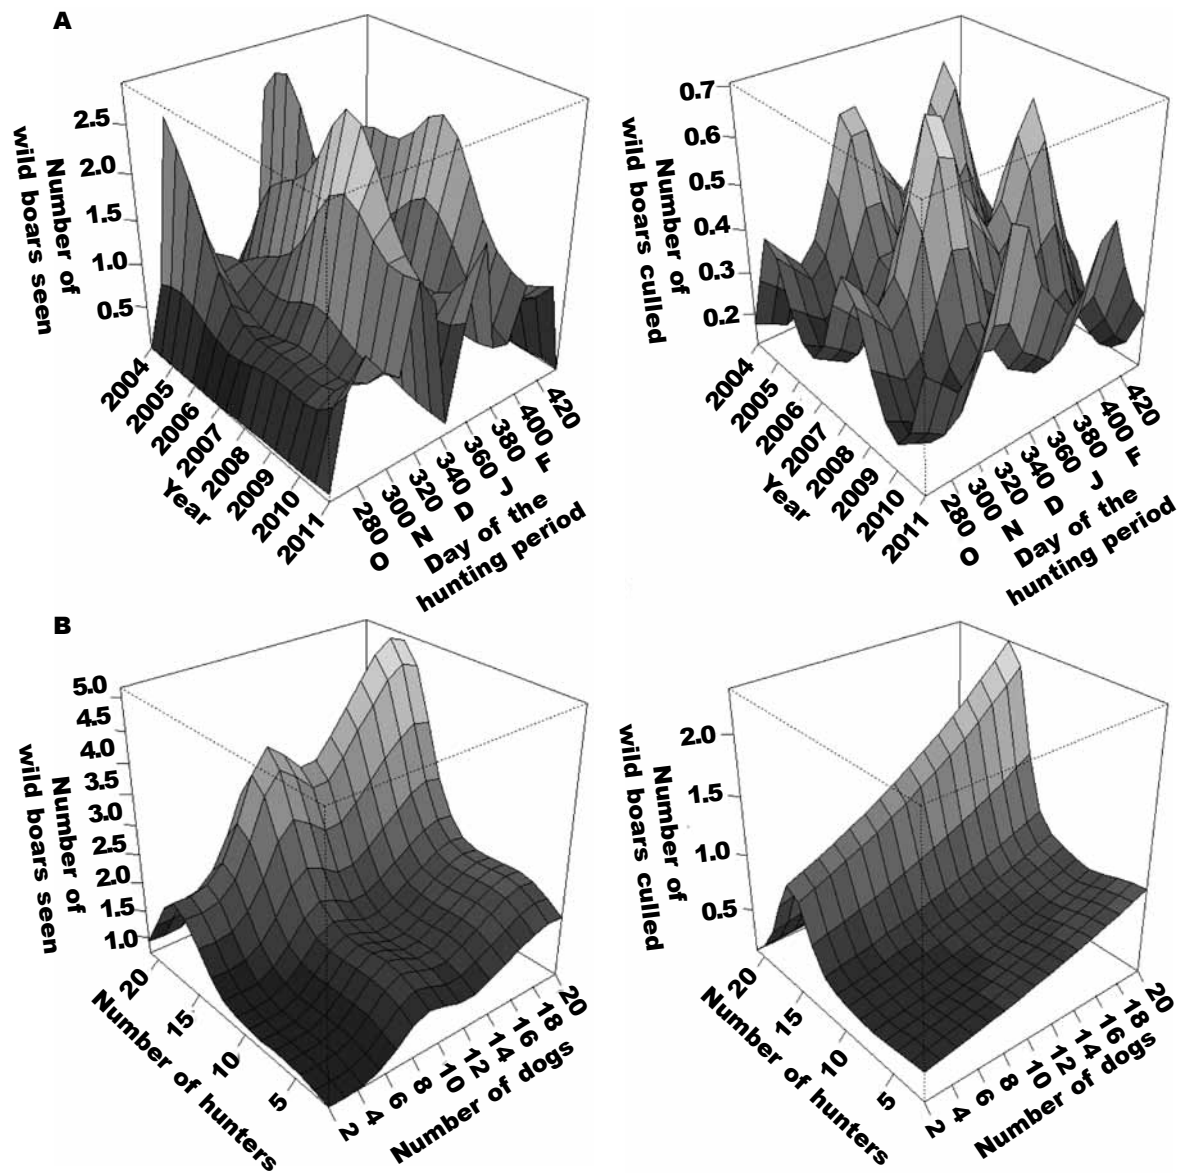 A
Number of
wild boars seen
2.5
2.0
1.5
1.0
0.5
2004
2005
2006
2007
2008
2009
2010
2011
Year
280
300
320
340
360
380
400
420
O
N
D
J
F
Day of the
hunting period
Number of
wild boars culled
0.7
0.6
0.5
0.4
0.3
0.2
2004
2005
2006
2007
2008
2009
2010
2011
Year
280
300
320
340
360
380
400
420
O
N
D
J
F
Day of the
hunting period
B
Number of
wild boars seen
5.0
4.5
4.0
3.5
3.0
2.5
2.0
1.5
1.0
20
15
10
5
Number of hunters
2
4
6
8
10
12
14
16
18
20
Number of dogs
Number of
wild boars culled
2.0
1.5
1.0
0.5
20
15
10
5
Number of hunters
2
4
6
8
10
12
14
16
18
20
Number of dogs